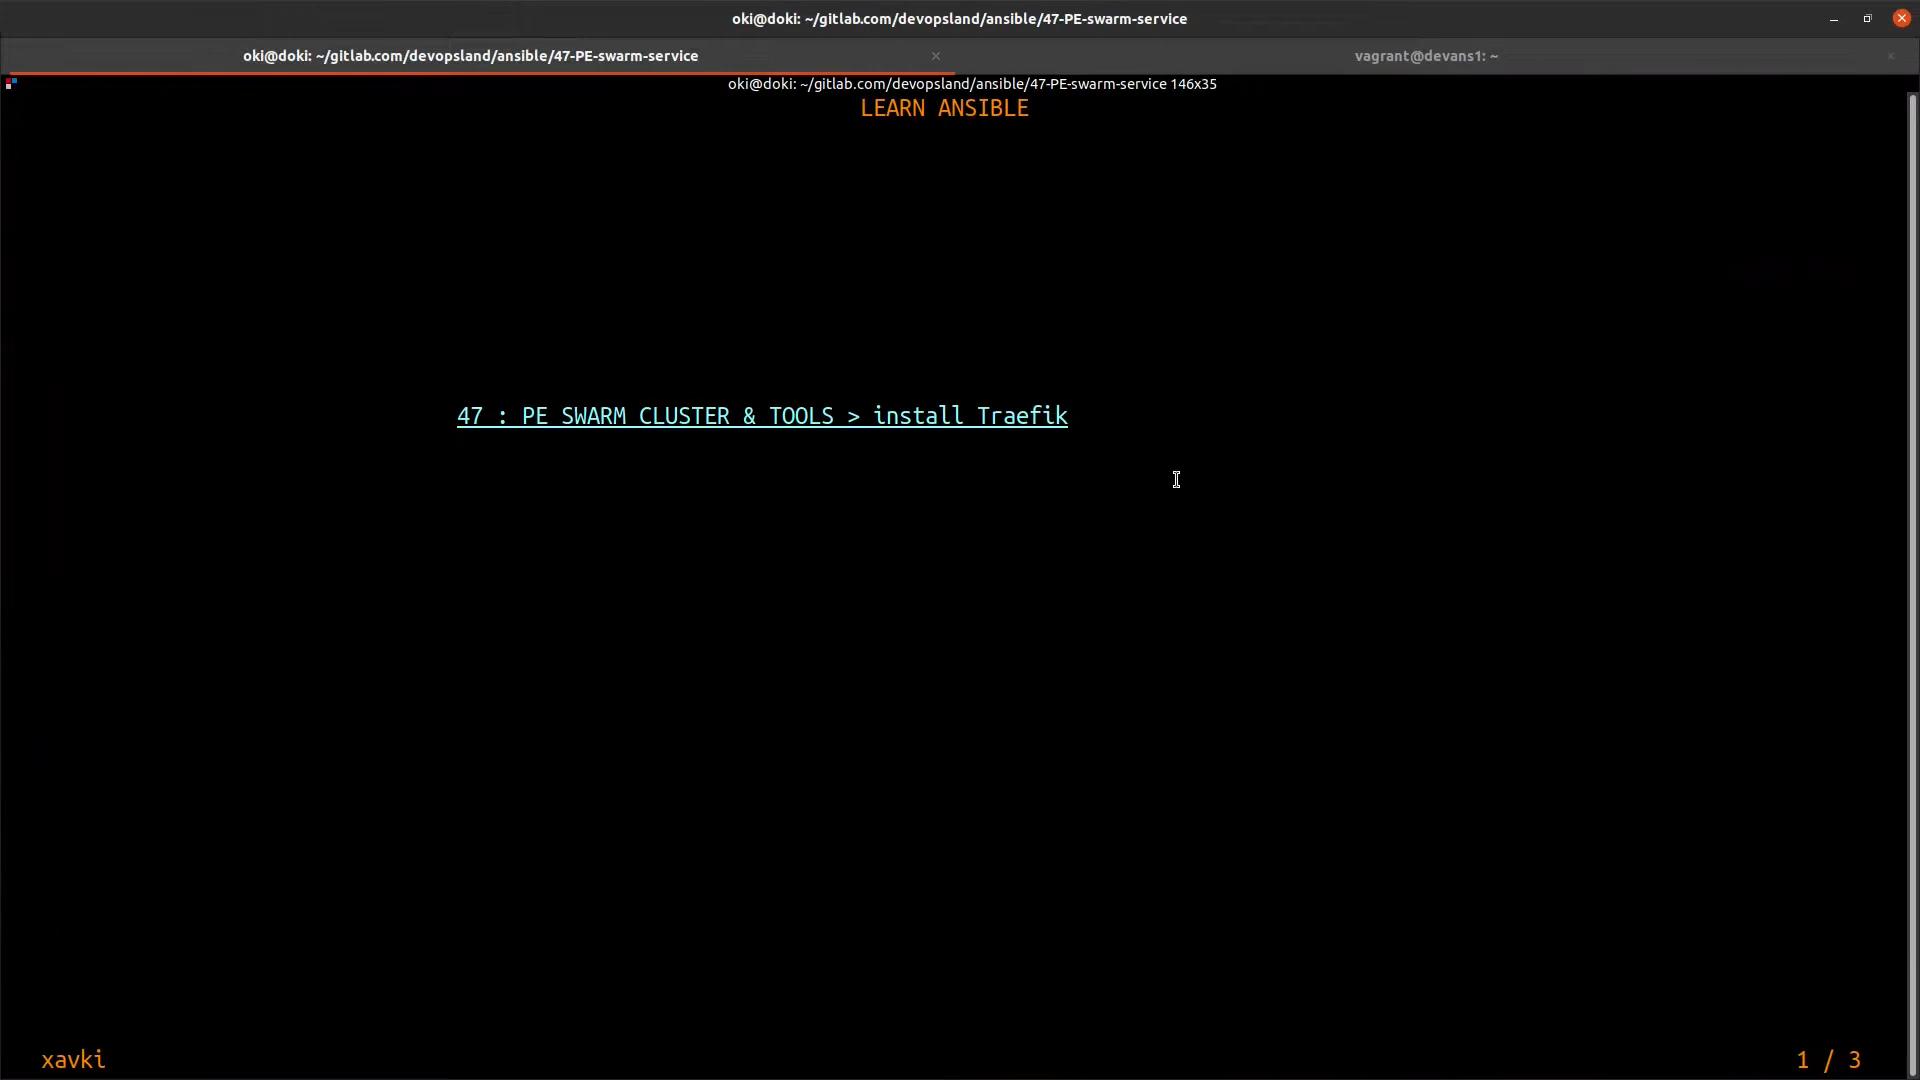 oki@doki: ~/gitlab.com/devopsland/ansible/47-PE-swarm-service
oki@doki: ~/gitlab.com/devopsland/ansible/47-PE-swarm-service
vagrant@devans1: ~
oki@doki: ~/gitlab.com/devopsland/ansible/47-PE-swarm-service 146x35
LEARN ANSIBLE
47 : PE SWARM CLUSTER & TOOLS > install Traefik
xavki
1 / 3